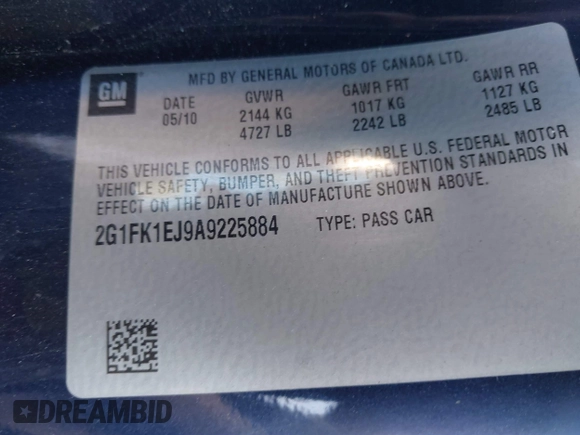 MFD BY GENERAL MOTORS OF CANADA LTD.
GM
DATE GVWR GAWR FRT GAWR RR
05/10 2144 KG 1017 KG 1127 KG
4727 LB 2242 LB 2485 LB
THIS VEHICLE CONFORMS TO ALL APPLICABLE U.S. FEDERAL MOTOR
VEHICLE SAFETY, BUMPER, AND THEFT PREVENTION STANDARDS IN
EFFECT ON THE DATE OF MANUFACTURE SHOWN ABOVE.
2G1FK1EJ9A9225884 TYPE: PASS CAR
DREAMBID